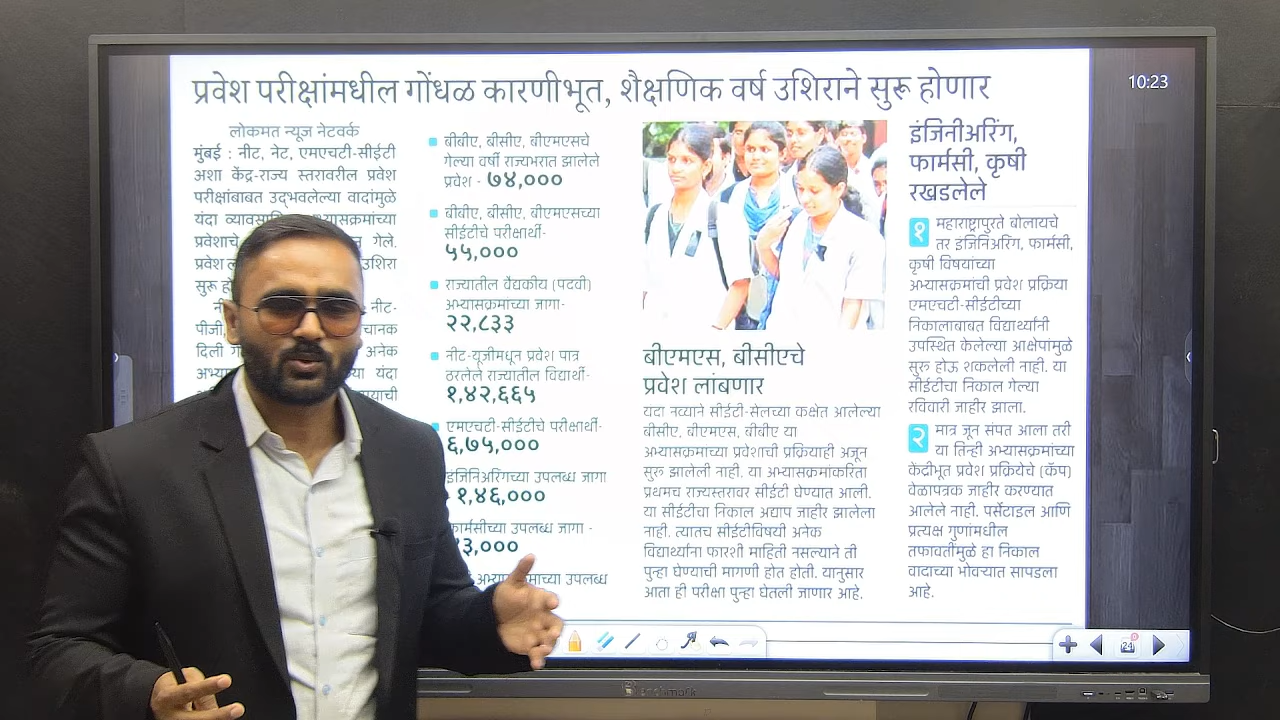 प्रवेश परीक्षांमधील गोंधळ कारणीभूत, शैक्षणिक वर्ष उशिराने सुरू होणार
10:23
लोकमत न्यूज नेटवर्क
मुंबई : नीट, नेट, एमएचटी-सीईटी
अशा केंद्र-राज्य स्तरावरील प्रवेश
परीक्षांबाबत उद्‌भवलेल्या वादांमुळे
यंदा
प्रवेशाचे गेले.
प्रवेश उशिरा
सुरू
नीट-
पीजी,
दिली अनेक
यंदा
बीबीए, बीसीए, बीएमएसचे
गेल्या वर्षी राज्यभरात झालेले
प्रवेश - ७४,०००
बीबीए, बीसीए, बीएमएसच्या
सीईटीचे परीक्षार्थी-
५५,०००
राज्यातील वैद्यकीय (पदवी)
अभ्यासक्रमांच्या जागा-
२२,८३३
नीट-यूजीमधून प्रवेश पात्र
ठरलेले राज्यातील विद्यार्थी-
१,४२,६६५
एमएचटी-सीईटीचे परीक्षार्थी-
६,७५,०००
इंजिनिअरिंगच्या उपलब्ध जागा
- १,४६,०००
फार्मसीच्या उपलब्ध जागा -
उपलब्ध
बीएमएस, बीसीएचे
प्रवेश लांबणार
यंदा नव्याने सीईटी-सेलच्या कक्षेत आलेल्या
बीसीए, बीएमएस, बीबीए या
अभ्यासक्रमाच्या प्रवेशाची प्रक्रियाही अजून
सुरू झालेली नाही. या अभ्यासक्रमांकरिता
प्रथमच राज्यस्तरावर सीईटी घेण्यात आली.
या सीईटीचा निकाल अद्याप जाहीर झालेला
नाही. त्यातच सीईटीविषयी अनेक
विद्यार्थ्यांना फारशी माहिती नसल्याने ती
पुन्हा घेण्याची मागणी होत होती. यानुसार
आता ही परीक्षा पुन्हा घेतली जाणार आहे.
इंजिनीअरिंग,
फार्मसी, कृषी
रखडलेले
१ महाराष्ट्रापुरते बोलायचे
तर इंजिनिअरिंग, फार्मसी,
कृषी विषयांच्या
अभ्यासक्रमांची प्रवेश प्रक्रिया
एमएचटी-सीईटीच्या
निकालाबाबत विद्यार्थ्यांनी
उपस्थित केलेल्या आक्षेपांमुळे
सुरू होऊ शकलेली नाही. या
सीईटीचा निकाल गेल्या
रविवारी जाहीर झाला.
२ मात्र जून संपत आला तरी
या तिन्ही अभ्यासक्रमांच्या
केंद्रीभूत प्रवेश प्रक्रियेचे (कॅप)
वेळापत्रक जाहीर करण्यात
आलेले नाही. पर्सेंटाइल आणि
प्रत्यक्ष गुणांमधील
तफावतींमुळे हा निकाल
वादाच्या भोवऱ्यात सापडला
आहे.
24